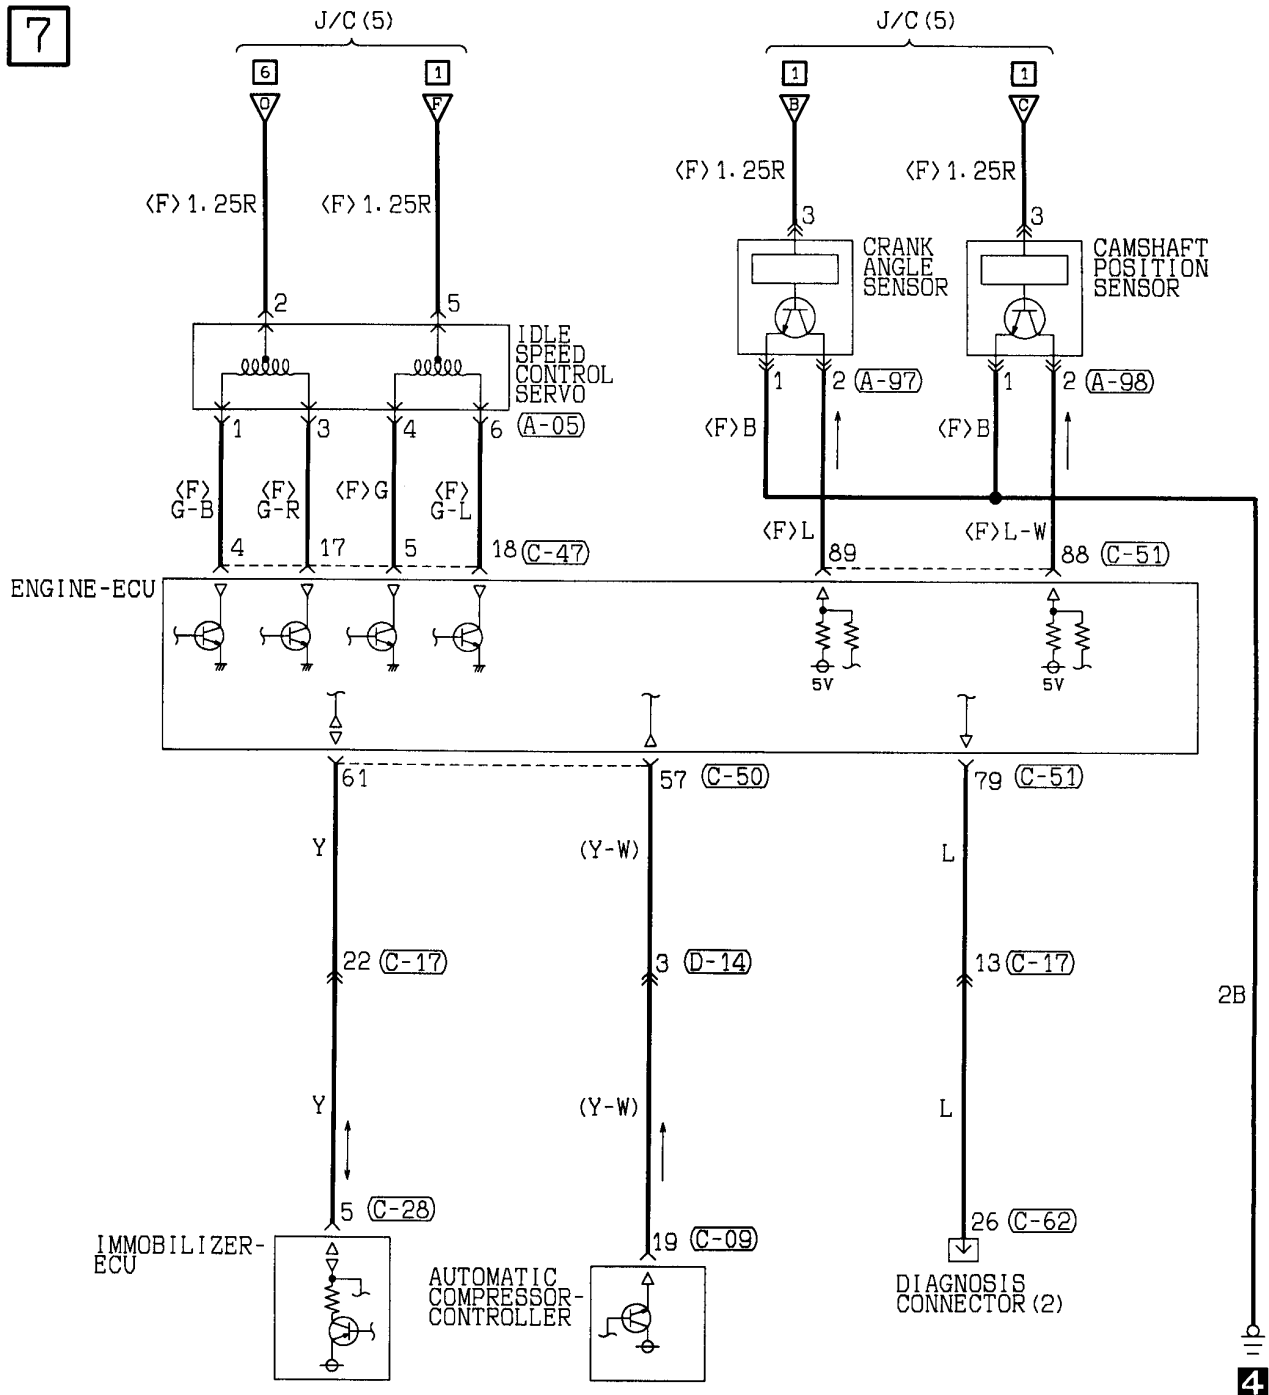 7
J/C(5)
J/C(5)
6
1
1
1
O
F
B
C
<F>1.25R
<F>1.25R
<F>1.25R
<F>1.25R
3
3
CRANK
ANGLE
SENSOR
CAMSHAFT
POSITION
SENSOR
2
5
IDLE
SPEED
CONTROL
SERVO
1
2
A-97
1
2
A-98
1
3
4
6
A-05
<F>B
<F>B
<F>
G-B
<F>
G-R
<F>G
<F>
G-L
<F>L
<F>L-W
4
17
5
18
C-47
89
88
C-51
ENGINE-ECU
5V
5V
61
57
C-50
79
C-51
Y
(Y-W)
L
22
C-17
3
D-14
13
C-17
2B
Y
(Y-W)
L
5
C-28
19
C-09
26
C-62
IMMOBILIZER-
ECU
AUTOMATIC
COMPRESSOR-
CONTROLLER
DIAGNOSIS
CONNECTOR(2)
4